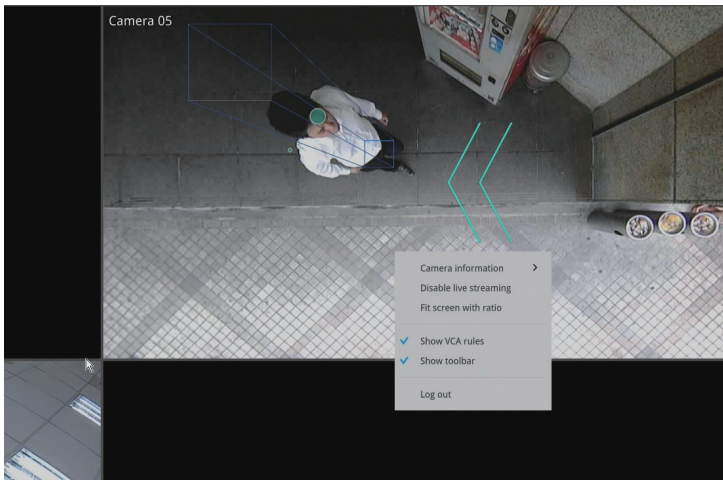 Camera 05
Camera information
Disable live streaming
Fit screen with ratio
Show VCA rules
Show toolbar
Log out